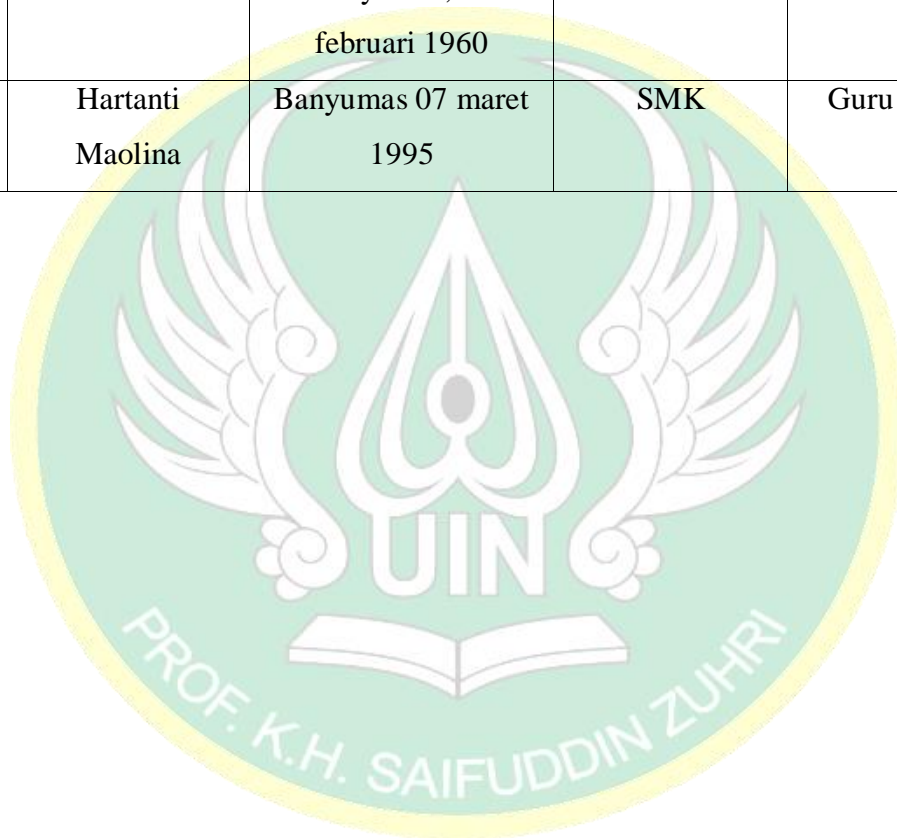 februari 1960
Hartanti Banyumas 07 maret SMK Guru
Maolina 1995
UIN
PROF. K.H. SAIFUDDIN ZUHRI